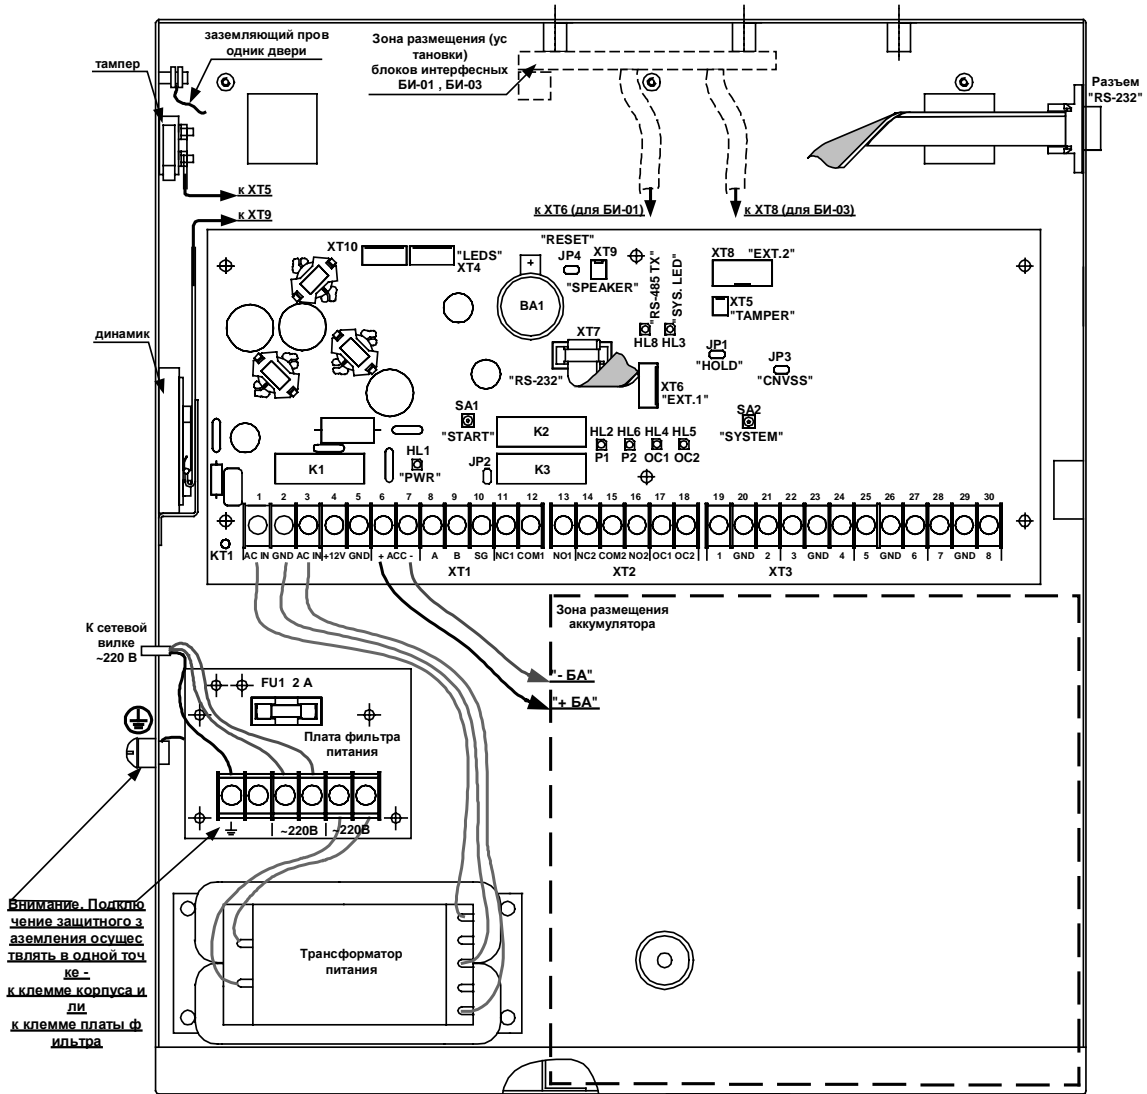 заземляющий пров
одник двери
тампер
Зона размещения (ус
тановки)
блоков интерфесных
БИ-01 , БИ-03
Разъем
"RS-232"
к ХТ5
к ХТ9
к ХТ6 (для БИ-01)
к ХТ8 (для БИ-03)
XT10
"LEDS"
XT4
"RESET"
JP4
XT9
"SPEAKER"
+
BA1
"RS-485 TX"
"SYS. LED"
HL8 HL3
XT8 "EXT.2"
XT5
"TAMPER"
динамик
XT7
"RS-232"
JP1
"HOLD"
JP3
"CNVSS"
XT6
"EXT.1"
SA1
"START"
K2
HL2 HL6 HL4 HL5
P1 P2 OC1 OC2
SA2
"SYSTEM"
K1
HL1
"PWR"
JP2
K3
1 2 3 4 5 6 7 8 9 10 11 12 13 14 15 16 17 18 19 20 21 22 23 24 25 26 27 28 29 30
KT1
AC IN GND AC IN +12V GND + ACC - A B SG NC1 COM1 NO1 NC2 COM2 NO2 OC1 OC2 1 GND 2 3 GND 4 5 GND 6 7 GND 8
XT1 XT2 XT3
Зона размещения
аккумулятора
К сетевой
вилке
~220 В
"- БА"
"+ БА"
FU1 2 A
Плата фильтра
питания
~220В ~220В
Внимание. Подклю
чение защитного з
аземления осущес
твлять в одной точ
ке -
к клемме корпуса и
ли
к клемме платы ф
ильтра
Трансформатор
питания